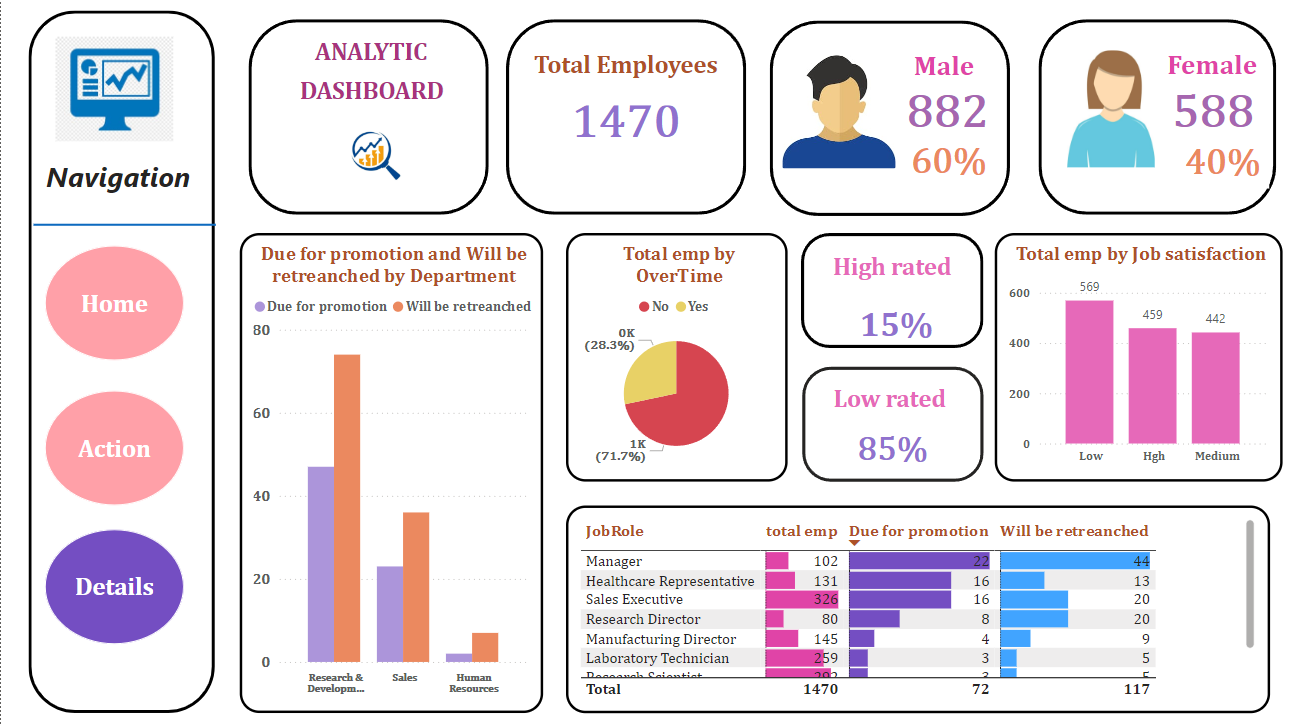 Navigation
Home
Action
Details
ANALYTIC
DASHBOARD
Total Employees
1470
Male
882
60%
Female
588
40%
Due for promotion and Will be
retreanched by Department
Due for promotion Will be retreanched
80
60
40
20
0
Research &
Developm...
Sales
Human
Resources
Total emp by
OverTime
No Yes
0K
(28.3%)
1K
(71.7%)
High rated
15%
Low rated
85%
Total emp by Job satisfaction
600
400
200
0
569
459
442
Low
Hgh
Medium
JobRole total emp Due for promotion Will be retreanched
Manager 102 22 44
Healthcare Representative 131 16 13
Sales Executive 326 16 20
Research Director 80 8 20
Manufacturing Director 145 4 9
Laboratory Technician 259 3 5
Research Scientist 292 3 5
Total 1470 72 117